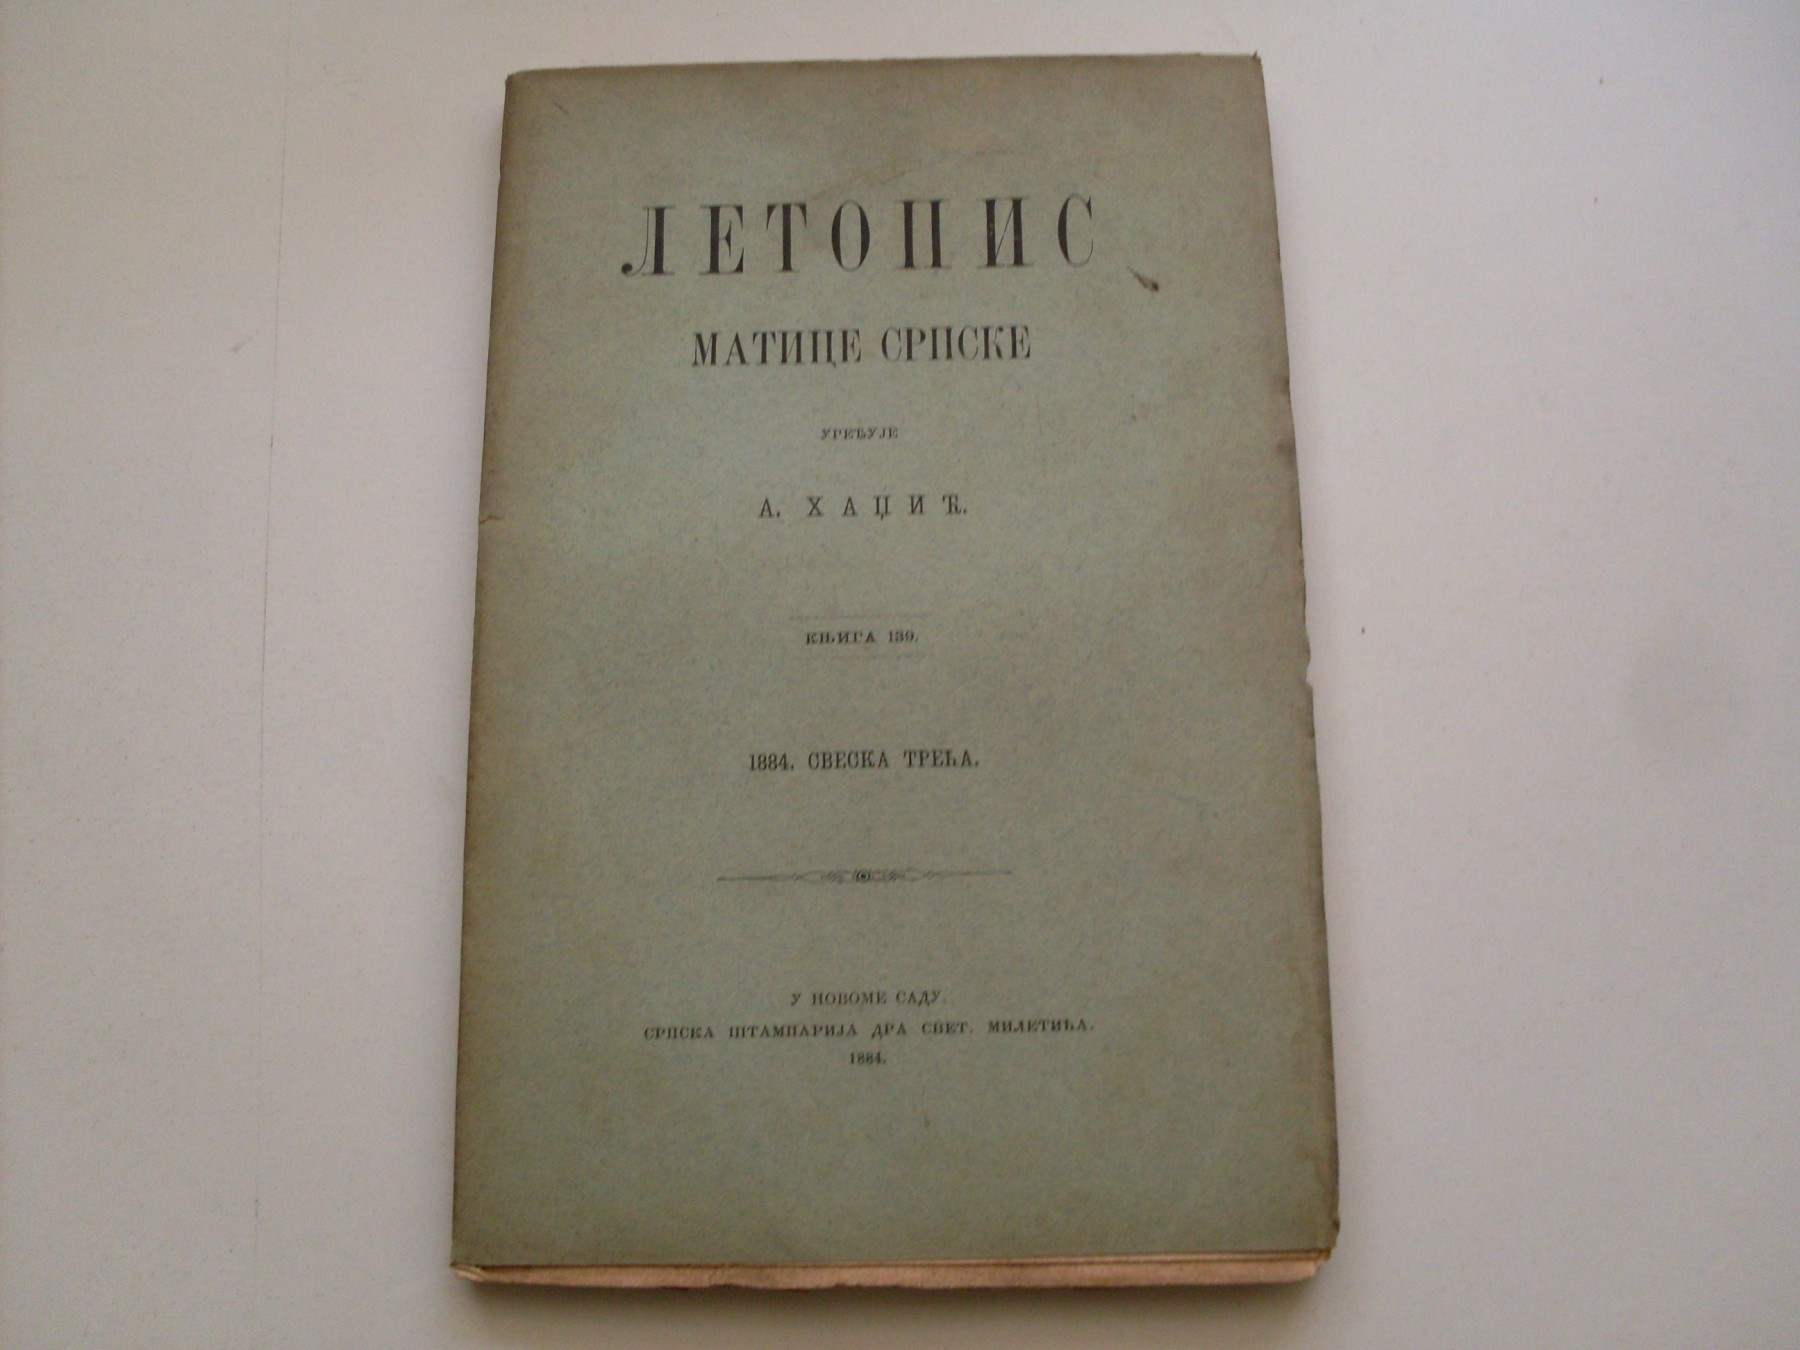 ЛЕТОПИС
МАТИЦЕ СРПСКЕ
УРЕЂУЈЕ
А. ХАЏИЋ.
КЊИГА 139.
1884. СВЕСКА ТРЕЋА.
У НОВОМЕ САДУ.
СРПСКА ШТАМПАРИЈА ДРА СВЕТ. МИЛЕТИЋА.
1884.